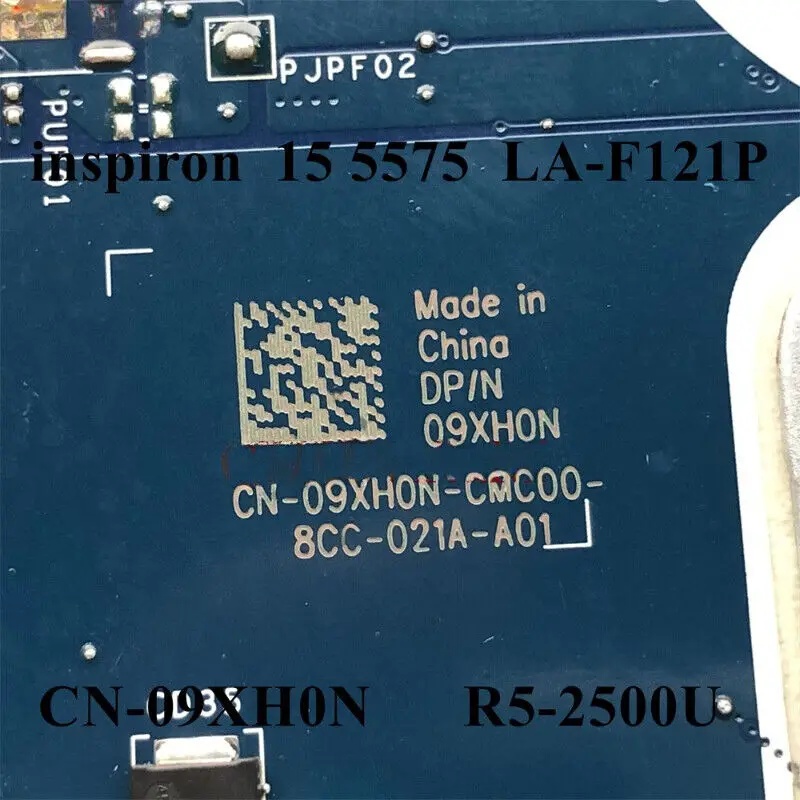 PJPF02
PUF01
inspiron 15 5575 LA-F121P
Made in
China
DP/N
09XH0N
CN-09XH0N-CMC00-
8CC-021A-A01
CN-09XH0N R5-2500U